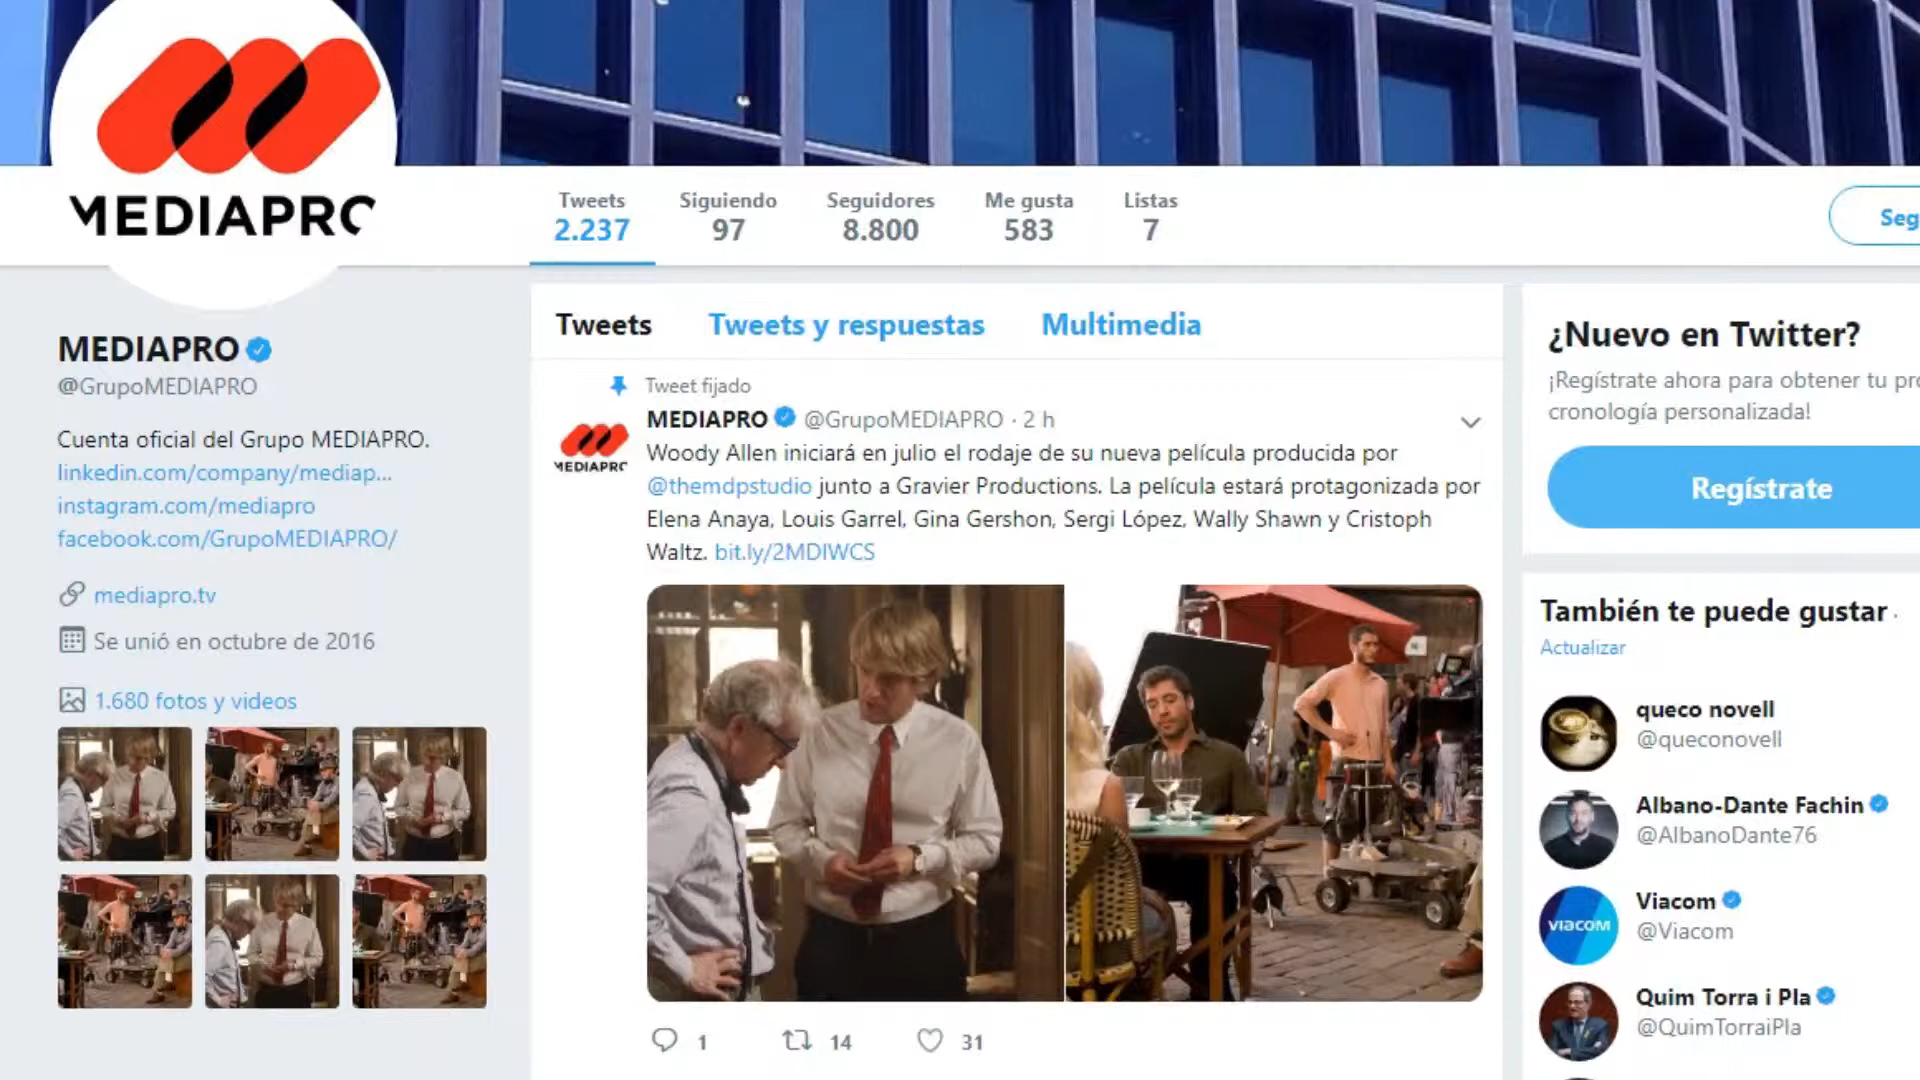 MEDIAPRO
Tweets
2.237
Siguiendo
97
Seguidores
8.800
Me gusta
583
Listas
7
Seg
MEDIAPRO
@GrupoMEDIAPRO
Cuenta oficial del Grupo MEDIAPRO.
linkedin.com/company/mediap...
instagram.com/mediapro
facebook.com/GrupoMEDIAPRO/
mediapro.tv
Se unió en octubre de 2016
1.680 fotos y videos
Tweets
Tweets y respuestas
Multimedia
Tweet fijado
MEDIAPRO
MEDIAPRO @GrupoMEDIAPRO · 2 h
Woody Allen iniciará en julio el rodaje de su nueva película producida por
@themdpstudio junto a Gravier Productions. La película estará protagonizada por
Elena Anaya, Louis Garrel, Gina Gershon, Sergi López, Wally Shawn y Cristoph
Waltz. bit.ly/2MDIWCS
1
14
31
¿Nuevo en Twitter?
¡Regístrate ahora para obtener tu pro
cronología personalizada!
Regístrate
También te puede gustar ·
Actualizar
queco novell
@queconovell
Albano-Dante Fachin
@AlbanoDante76
VIACOM
Viacom
@Viacom
Quim Torra i Pla
@QuimTorraiPla